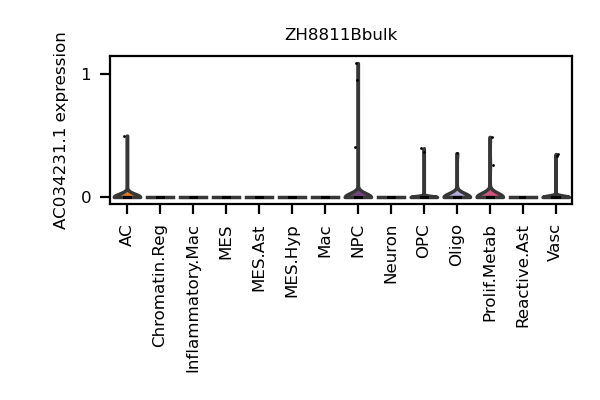 ZH8811Bbulk
AC034231.1 expression
1
0
AC
Chromatin.Reg
Inflammatory.Mac
MES
MES.Ast
MES.Hyp
Mac
NPC
Neuron
OPC
Oligo
Prolif.Metab
Reactive.Ast
Vasc